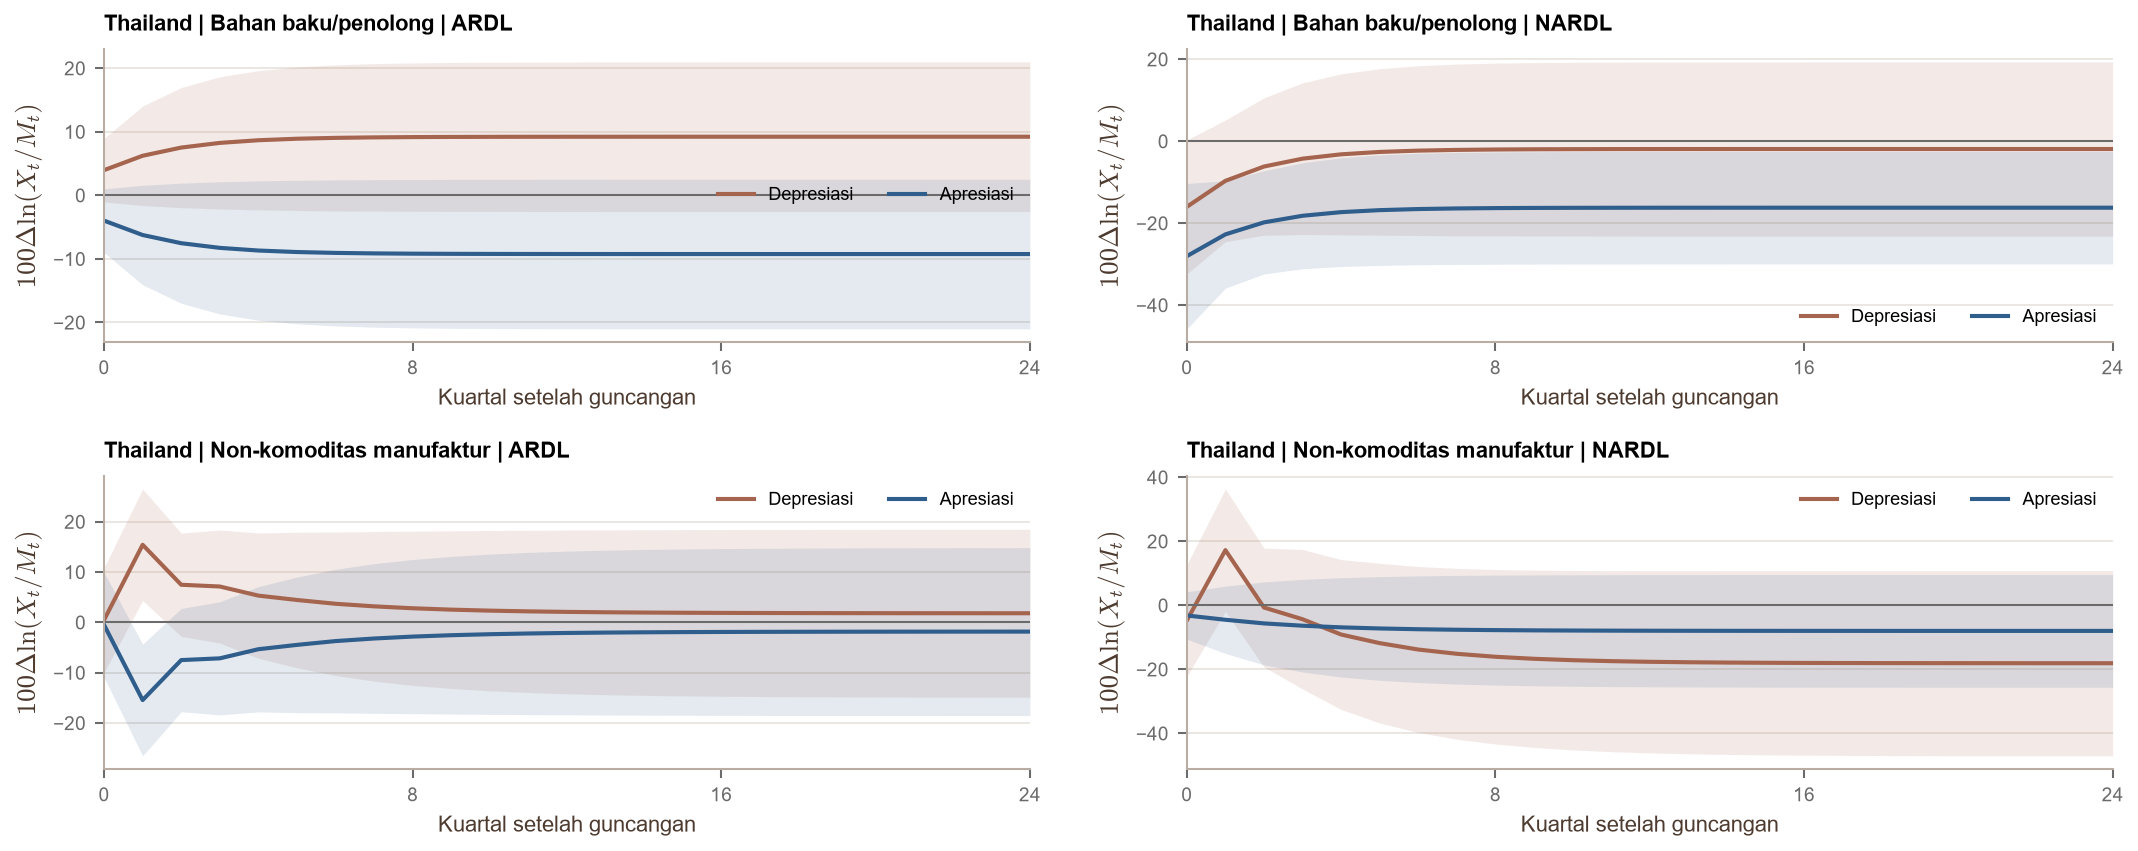 Thailand | Bahan baku/penolong | ARDL
100Δln(X_t/M_t)
20
10
0
−10
−20
Depresiasi
Apresiasi
0
8
16
24
Kuartal setelah guncangan
Thailand | Bahan baku/penolong | NARDL
100Δln(X_t/M_t)
20
0
−20
−40
Depresiasi
Apresiasi
0
8
16
24
Kuartal setelah guncangan
Thailand | Non-komoditas manufaktur | ARDL
100Δln(X_t/M_t)
20
10
0
−10
−20
Depresiasi
Apresiasi
0
8
16
24
Kuartal setelah guncangan
Thailand | Non-komoditas manufaktur | NARDL
100Δln(X_t/M_t)
40
20
0
−20
−40
Depresiasi
Apresiasi
0
8
16
24
Kuartal setelah guncangan